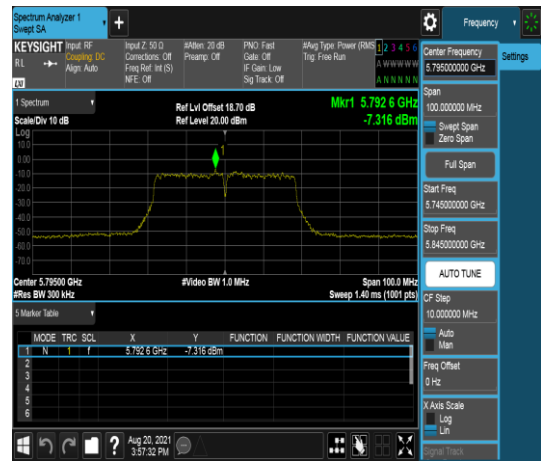 Spectrum Analyzer 1
Swept SA
+
Frequency
KEYSIGHT
RL
LXI
Input: RF
Coupling: DC
Align: Auto
Input Z: 50 Ω
Corrections: Off
Freq Ref: Int (S)
NFE: Off
#Atten: 20 dB
Preamp: Off
PNO: Fast
Gate: Off
IF Gain: Low
Sig Track: Off
#Avg Type: Power (RMS
Trig: Free Run
1 2 3 4 5 6
A W W W W W
A N N N N N
1 Spectrum
Scale/Div 10 dB
Ref Lvl Offset 18.70 dB
Ref Level 20.00 dBm
Mkr1 5.792 6 GHz
-7.316 dBm
Log
10.0
0.00
-10.0
-20.0
-30.0
-40.0
-50.0
-60.0
-70.0
1
Center 5.79500 GHz
#Res BW 300 kHz
#Video BW 1.0 MHz
Span 100.0 MHz
Sweep 1.40 ms (1001 pts)
5 Marker Table
MODE TRC SCL X Y FUNCTION FUNCTION WIDTH FUNCTION VALUE
1 N 1 f 5.792 6 GHz -7.316 dBm
2
3
4
5
6
Aug 20, 2021
3:57:32 PM
?
Settings
Center Frequency
5.795000000 GHz
Span
100.000000 MHz
Swept Span
Zero Span
Full Span
Start Freq
5.745000000 GHz
Stop Freq
5.845000000 GHz
AUTO TUNE
CF Step
10.000000 MHz
Auto
Man
Freq Offset
0 Hz
X Axis Scale
Log
Lin
Signal Track